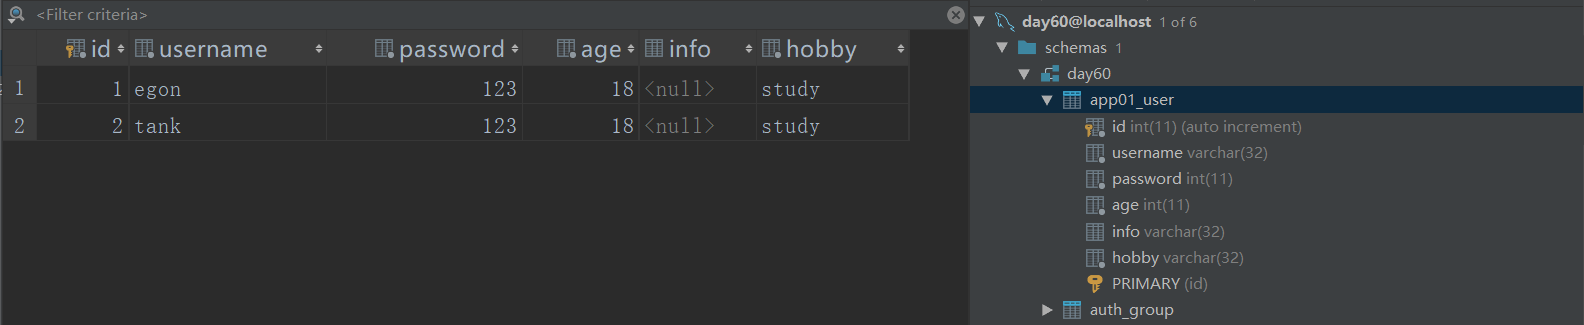 <Filter criteria>
id username password age info hobby
1 1 egon 123 18 <null> study
2 2 tank 123 18 <null> study
day60@localhost 1 of 6
schemas 1
day60
app01_user
id int(11) (auto increment)
username varchar(32)
password int(11)
age int(11)
info varchar(32)
hobby varchar(32)
PRIMARY (id)
auth_group